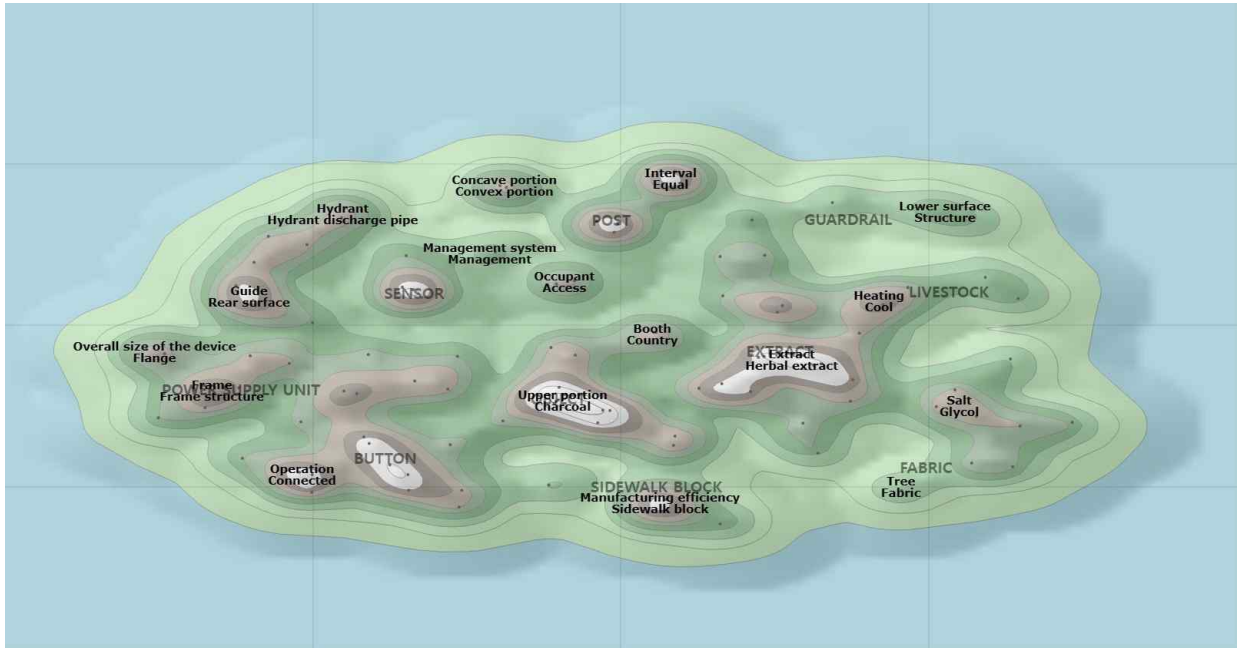 Interval
Equal
Concave portion
Convex portion
Hydrant
Hydrant discharge pipe
POST
GUARDRAIL
Lower surface
Structure
Management system
Management
Occupant
Access
Guide
Rear surface
SENSOR
Heating
Cool
LIVESTOCK
Booth
Country
Overall size of the device
Flange
EXTRACT
Extract
Herbal extract
POWER SUPPLY UNIT
Frame
Frame structure
Upper portion
Charcoal
Salt
Glycol
BUTTON
Operation
Connected
FABRIC
Tree
Fabric
SIDEWALK BLOCK
Manufacturing efficiency
Sidewalk block